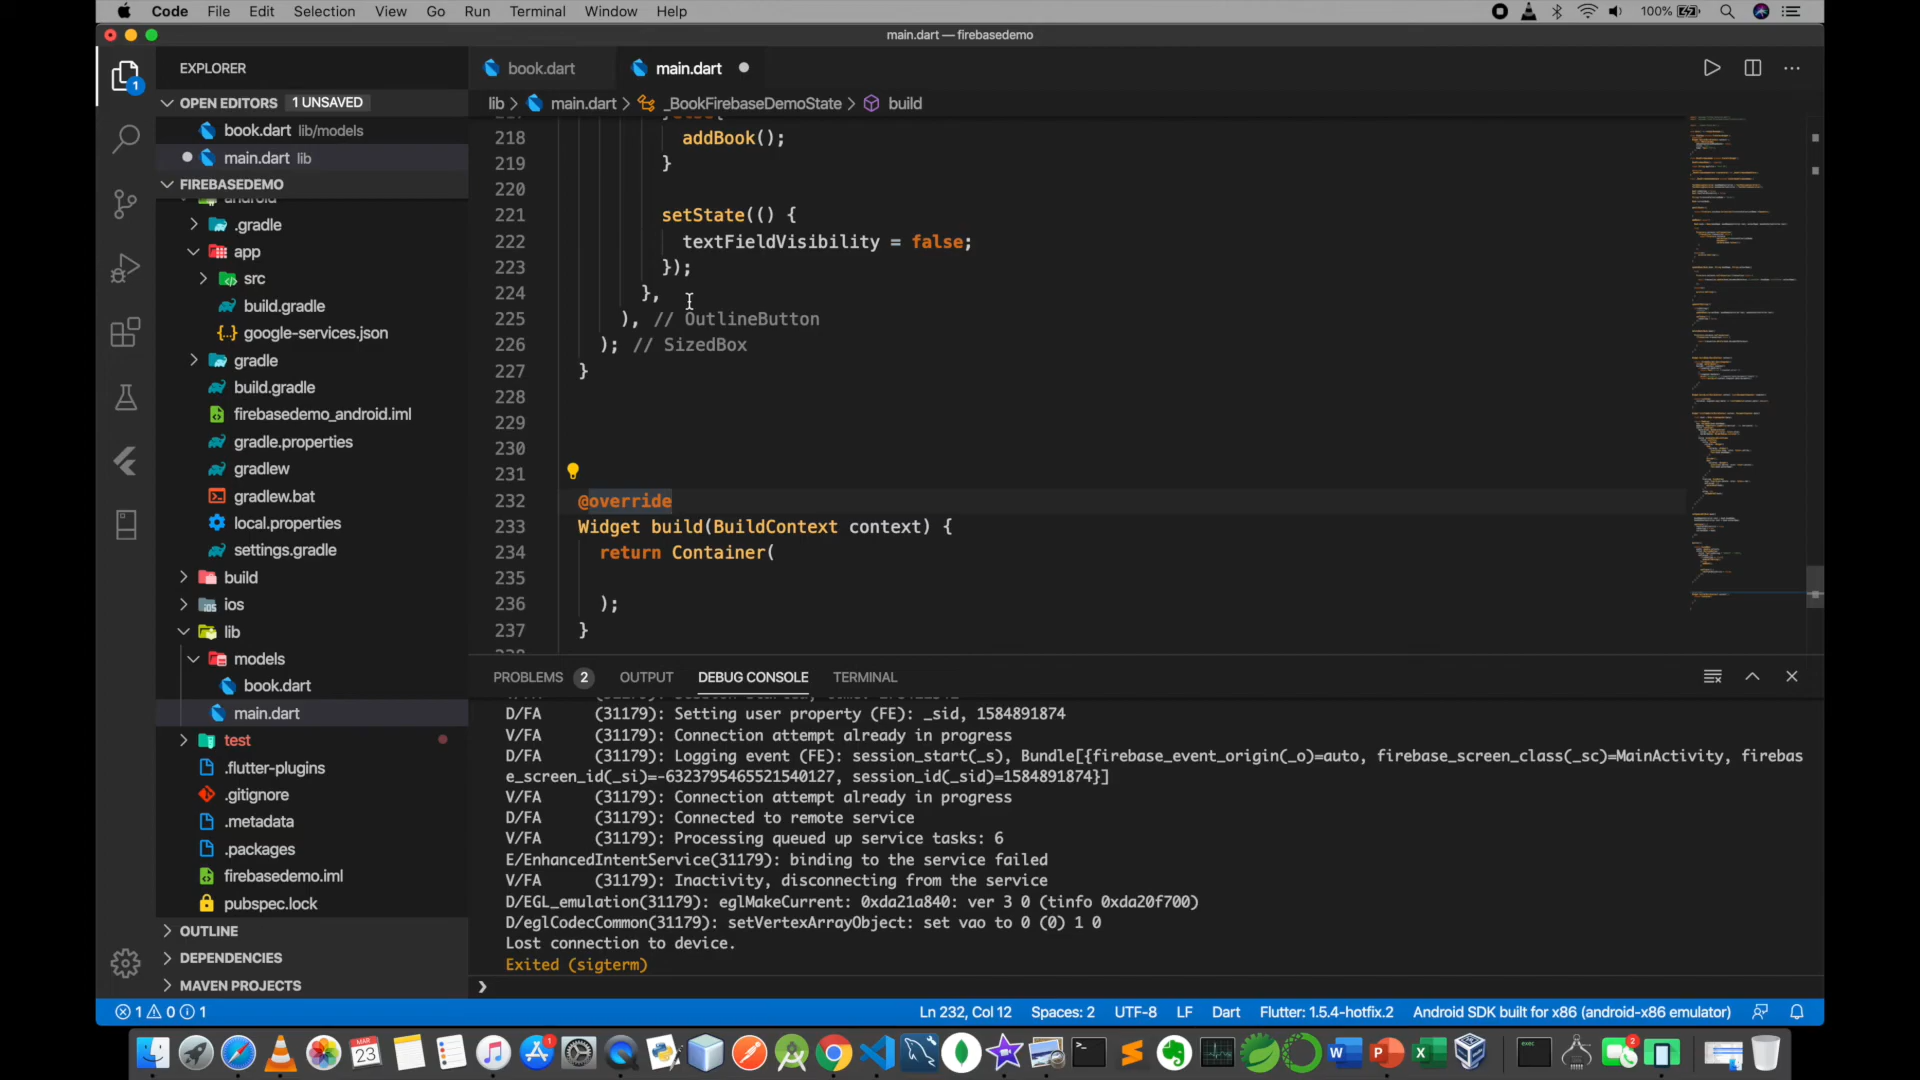 Code File Edit Selection View Go Run Terminal Window Help 100%
main.dart — firebasedemo
EXPLORER
OPEN EDITORS 1 UNSAVED
book.dart lib/models
main.dart lib
FIREBASEDEMO
android
.gradle
app
src
build.gradle
google-services.json
gradle
build.gradle
firebasedemo_android.iml
gradle.properties
gradlew
gradlew.bat
local.properties
settings.gradle
build
ios
lib
models
book.dart
main.dart
test
.flutter-plugins
.gitignore
.metadata
.packages
firebasedemo.iml
pubspec.lock
OUTLINE
DEPENDENCIES
MAVEN PROJECTS
1
book.dart main.dart
lib > main.dart > _BookFirebaseDemoState > build
217 }else{
218 addBook();
219 }
220
221 setState(() {
222 textFieldVisibility = false;
223 });
224 },
225 ), // OutlineButton
226 ); // SizedBox
227 }
228
229
230
231
232 @override
233 Widget build(BuildContext context) {
234 return Container(
235
236 );
237 }
238
PROBLEMS 2 OUTPUT DEBUG CONSOLE TERMINAL
D/FA (31179): Setting user property (FE): _sid, 1584891874
V/FA (31179): Connection attempt already in progress
D/FA (31179): Logging event (FE): session_start(_s), Bundle[{firebase_event_origin(_o)=auto, firebase_screen_class(_sc)=MainActivity, firebas
e_screen_id(_si)=-6323795465521540127, session_id(_sid)=1584891874}]
V/FA (31179): Connection attempt already in progress
D/FA (31179): Connected to remote service
V/FA (31179): Processing queued up service tasks: 6
E/EnhancedIntentService(31179): binding to the service failed
V/FA (31179): Inactivity, disconnecting from the service
D/EGL_emulation(31179): eglMakeCurrent: 0xda21a840: ver 3 0 (tinfo 0xda20f700)
D/eglCodecCommon(31179): setVertexArrayObject: set vao to 0 (0) 1 0
Lost connection to device.
Exited (sigterm)
1 0 1 Ln 232, Col 12 Spaces: 2 UTF-8 LF Dart Flutter: 1.5.4-hotfix.2 Android SDK built for x86 (android-x86 emulator)
MAR
23
1
2